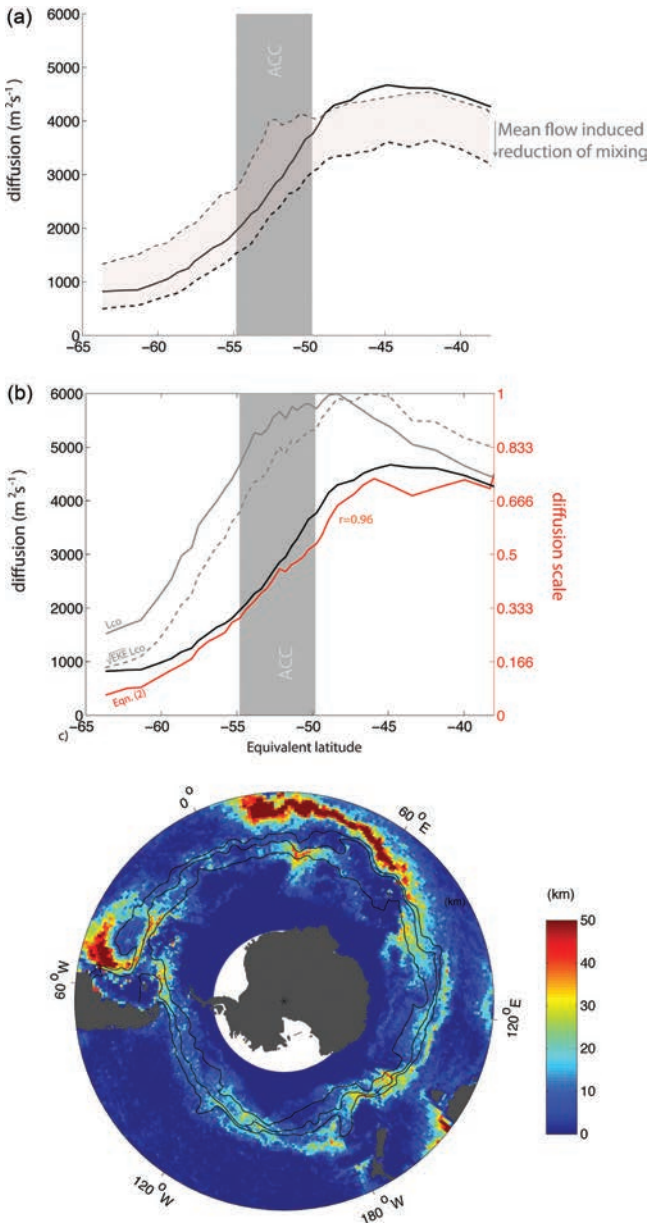 (a)
6000
5000
4000
3000
2000
1000
0
diffusion (m²s⁻¹)
ACC
Mean flow induced
reduction of mixing
−65 −60 −55 −50 −45 −40
(b)
6000
5000
4000
3000
2000
1000
0
diffusion (m²s⁻¹)
1
0.833
0.666
0.5
0.333
0.166
0
diffusion scale
r=0.96
Lco
√EKE Lco
Eqn. (2)
ACC
−65 −60 −55 −50 −45 −40
c)
Equivalent latitude
0°
60°E
120°E
180°W
120°W
60°W
(km)
(km)
50
40
30
20
10
0